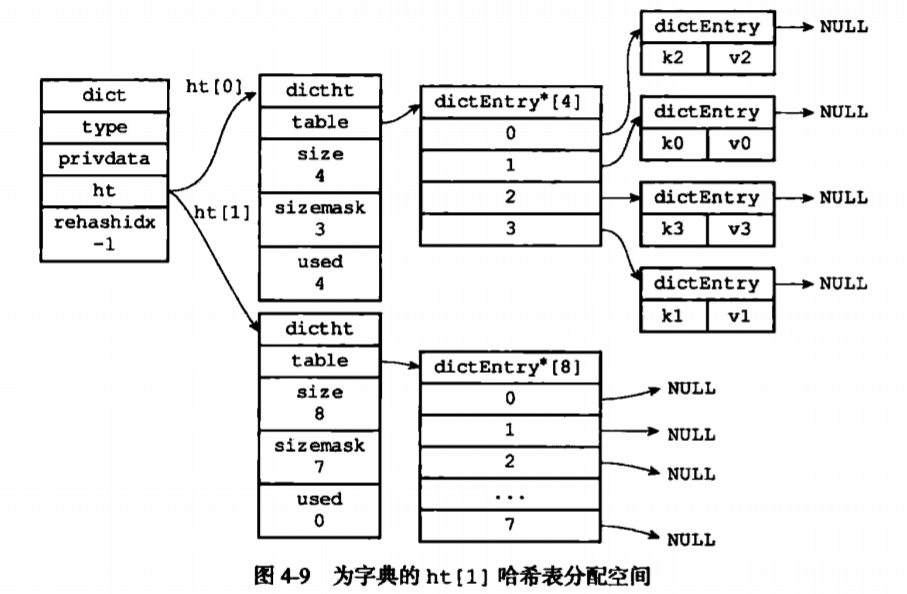 dict
type
privdata
ht
rehashidx
-1
ht[0]
ht[1]
dictht
table
size
4
sizemask
3
used
4
dictEntry*[4]
0
1
2
3
dictEntry
k2 v2
NULL
dictEntry
k0 v0
NULL
dictEntry
k3 v3
NULL
dictEntry
k1 v1
NULL
dictht
table
size
8
sizemask
7
used
0
dictEntry*[8]
0
1
2
...
7
NULL
NULL
NULL
NULL
图 4-9 为字典的 ht[1] 哈希表分配空间